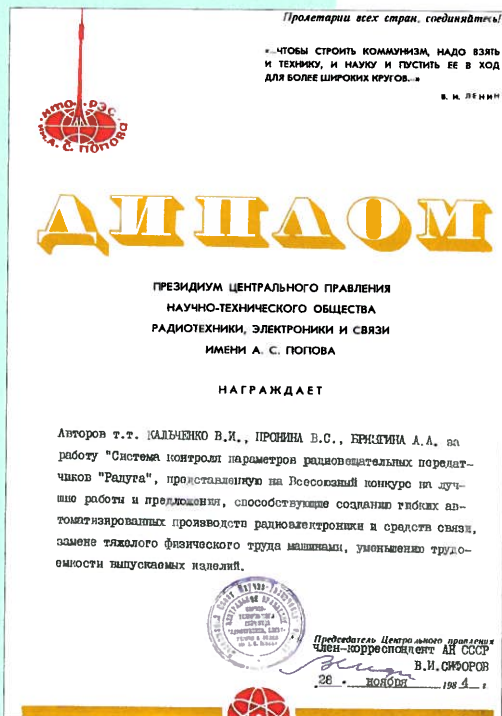 Пролетарии всех стран, соединяйтесь!
«...ЧТОБЫ СТРОИТЬ КОММУНИЗМ, НАДО ВЗЯТЬ
И ТЕХНИКУ, И НАУКУ И ПУСТИТЬ ЕЕ В ХОД
ДЛЯ БОЛЕЕ ШИРОКИХ КРУГОВ...»
В. И. ЛЕНИН
НТО РЭС
ИМ. А. С. ПОПОВА
ДИПЛОМ
ПРЕЗИДИУМ ЦЕНТРАЛЬНОГО ПРАВЛЕНИЯ
НАУЧНО-ТЕХНИЧЕСКОГО ОБЩЕСТВА
РАДИОТЕХНИКИ, ЭЛЕКТРОНИКИ И СВЯЗИ
ИМЕНИ А. С. ПОПОВА
НАГРАЖДАЕТ
Авторов т.т. КАЛЬЧЕНКО В.И., ПРОНИНА В.С., А.А. за
работу "Система контроля параметров радиовещательных передат-
чиков "Радуга", представленную на Всесоюзный конкурс на луч-
шие работы и предложения, способствующие созданию гибких ав-
томатизированных производств радиоэлектроники и средств связи,
замене тяжелого физического труда машинами, уменьшению трудо-
емкости выпускаемых изделий.
Председатель Центрального правления
член-корреспондент АН СССР
В.И.СИФОРОВ
28 ноября 1984 г